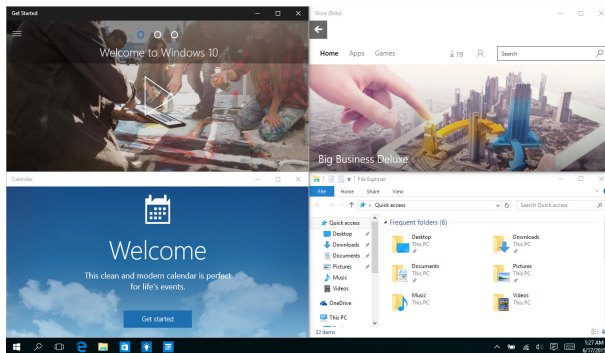 Get Started
Welcome to Windows 10
Store (Beta)
Home Apps Games
19
Search
Big Business Deluxe
Calendar
Welcome
This clean and modern calendar is perfect
for life's events.
Get started
File Explorer
File Home Share View
Quick access
Search Quick access
Quick access
Desktop
Downloads
Documents
Pictures
Music
Videos
OneDrive
This PC
Frequent folders (6)
Desktop
This PC
Downloads
This PC
Documents
This PC
Pictures
This PC
Music
This PC
Videos
This PC
22 items
1:27 AM